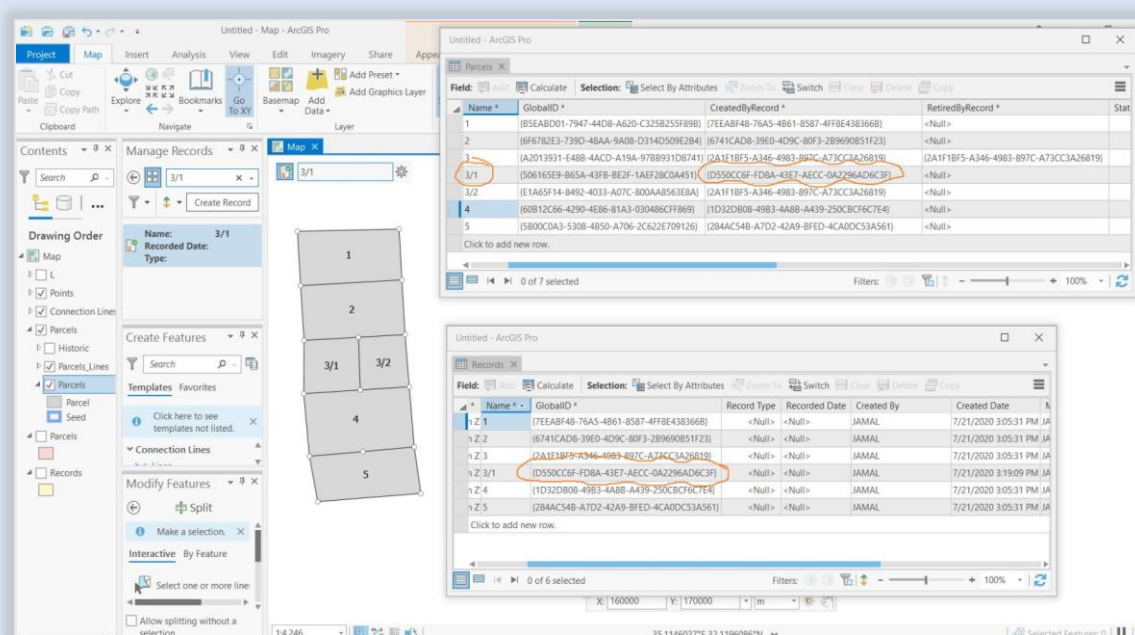 Untitled - Map - ArcGIS Pro
Project Map Insert Analysis View Edit Imagery Share Appe
Cut
Copy
Copy Path
Paste
Explore
Bookmarks
Go To XY
Basemap
Add Data
Add Preset
Add Graphics Layer
Clipboard
Navigate
Layer
Contents
Search
Drawing Order
Map
L
Points
Connection Lines
Parcels
Historic
Parcels_Lines
Parcels
Parcel
Seed
Parcels
Records
Manage Records
3/1
Create Record
Name: 3/1
Recorded Date:
Type:
Create Features
Search
Templates Favorites
Click here to see
templates not listed.
Connection Lines
Modify Features
Split
Make a selection.
Interactive By Feature
Select one or more line
Allow splitting without a
selection
Map
3/1
1
2
3/1 3/2
4
5
1:4,246
X: 160000 Y: 170000 m
Selected Features: 0
Untitled - ArcGIS Pro
Parcels
Field: Add Calculate Selection: Select By Attributes Zoom To Switch Clear Delete Copy
Name * GlobalID * CreatedByRecord * RetiredByRecord * Stat
1 {B5EABD01-7947-44D8-A620-C325B255F89B} {7EEABF48-76A5-4B61-8587-4FF8E438366B} <Null>
2 {6F6782E3-739D-48AA-9A08-D314D509E2B4} {6741CAD8-39E0-4D9C-80F3-2B9690B51F23} <Null>
3 {A2013931-E48B-4ACD-A19A-97BB931D8741} {2A1F1BF5-A346-4983-897C-A73CC3A26819} {2A1F1BF5-A346-4983-897C-A73CC3A26819}
3/1 {506165E9-B65A-43FB-BE2F-1AEF28C0A451} {D550CC6F-FD8A-43E7-AECC-0A2296AD6C3F} <Null>
3/2 {E1A65F14-8492-4033-A07C-800AA8563E8A} {2A1F1BF5-A346-4983-897C-A73CC3A26819} <Null>
4 {60B12C66-4290-4E86-81A3-030486CFF869} {1D32DB08-49B3-4A8B-A439-250CBCF6C7E4} <Null>
5 {5B00C0A3-5308-4B50-A706-2C622E709126} {284AC54B-A7D2-42A9-BFED-4CA0DC53A561} <Null>
Click to add new row.
0 of 7 selected Filters: 100%
Untitled - ArcGIS Pro
Records
Field: Add Calculate Selection: Select By Attributes Zoom To Switch Clear Delete Copy
* Name * GlobalID * Record Type Recorded Date Created By Created Date
n Z 1 {7EEABF48-76A5-4B61-8587-4FF8E438366B} <Null> <Null> JAMAL 7/21/2020 3:05:31 PM JA
n Z 2 {6741CAD8-39E0-4D9C-80F3-2B9690B51F23} <Null> <Null> JAMAL 7/21/2020 3:05:31 PM JA
n Z 3 {2A1F1BF5-A346-4983-897C-A73CC3A26819} <Null> <Null> JAMAL 7/21/2020 3:05:31 PM JA
n Z 3/1 {D550CC6F-FD8A-43E7-AECC-0A2296AD6C3F} <Null> <Null> JAMAL 7/21/2020 3:19:09 PM JA
n Z 4 {1D32DB08-49B3-4A8B-A439-250CBCF6C7E4} <Null> <Null> JAMAL 7/21/2020 3:05:31 PM JA
n Z 5 {284AC54B-A7D2-42A9-BFED-4CA0DC53A561} <Null> <Null> JAMAL 7/21/2020 3:05:31 PM JA
Click to add new row.
0 of 6 selected Filters: 100%